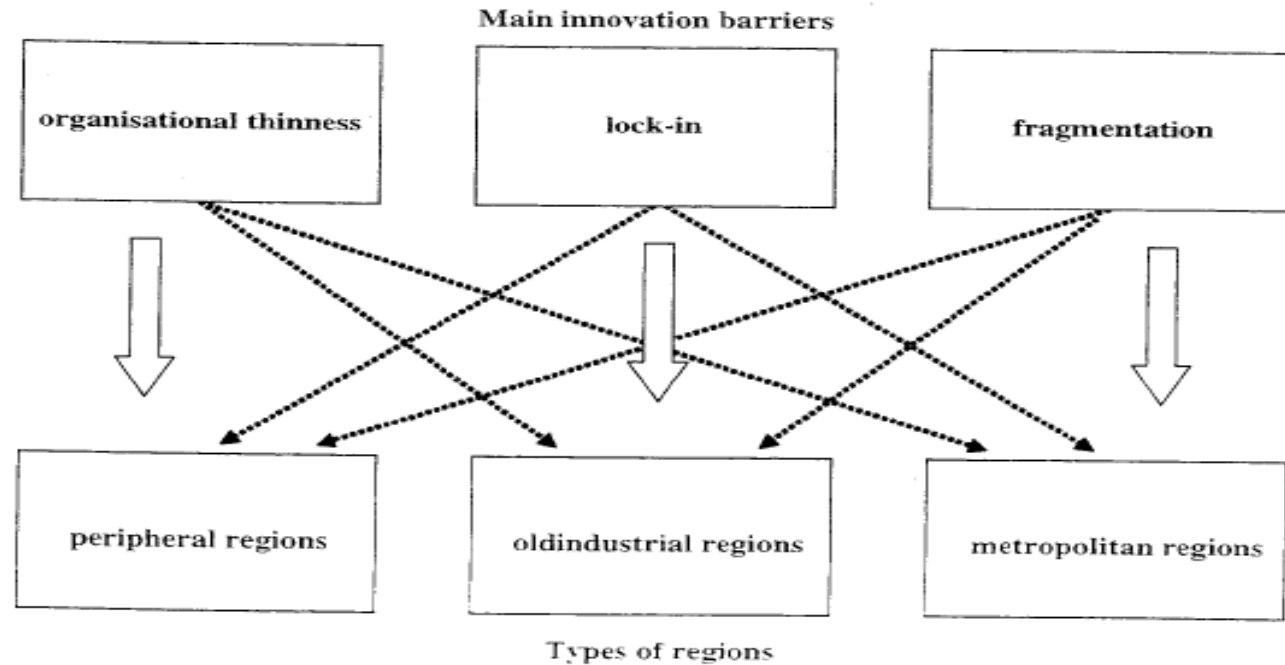 Main innovation barriers
organisational thinness
lock-in
fragmentation
peripheral regions
oldindustrial regions
metropolitan regions
Types of regions